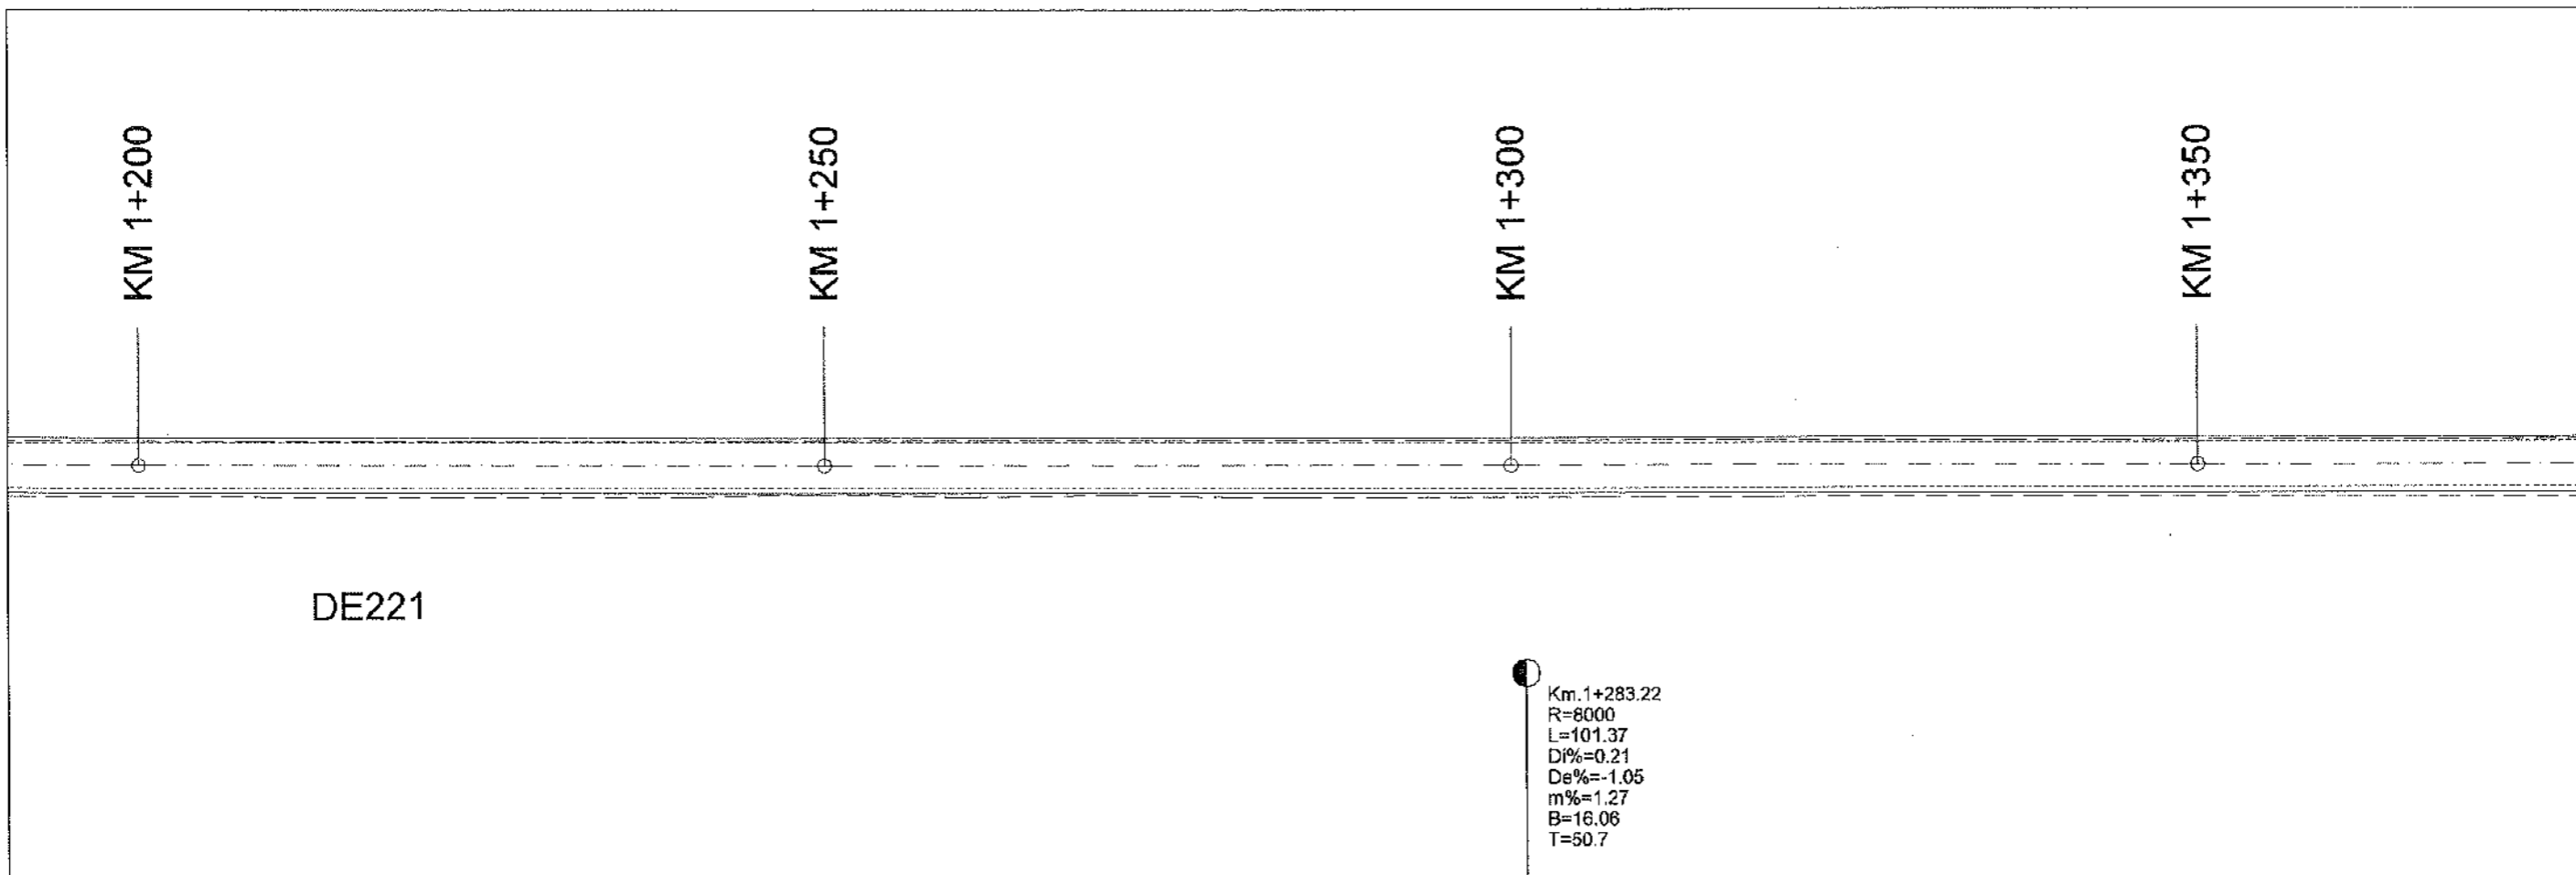 KM 1+200
KM 1+250
KM 1+300
KM 1+350
DE221
Km.1+283.22
R=8000
L=101.37
Di%=0.21
De%=-1.05
m%=1.27
B=16.06
T=50.7